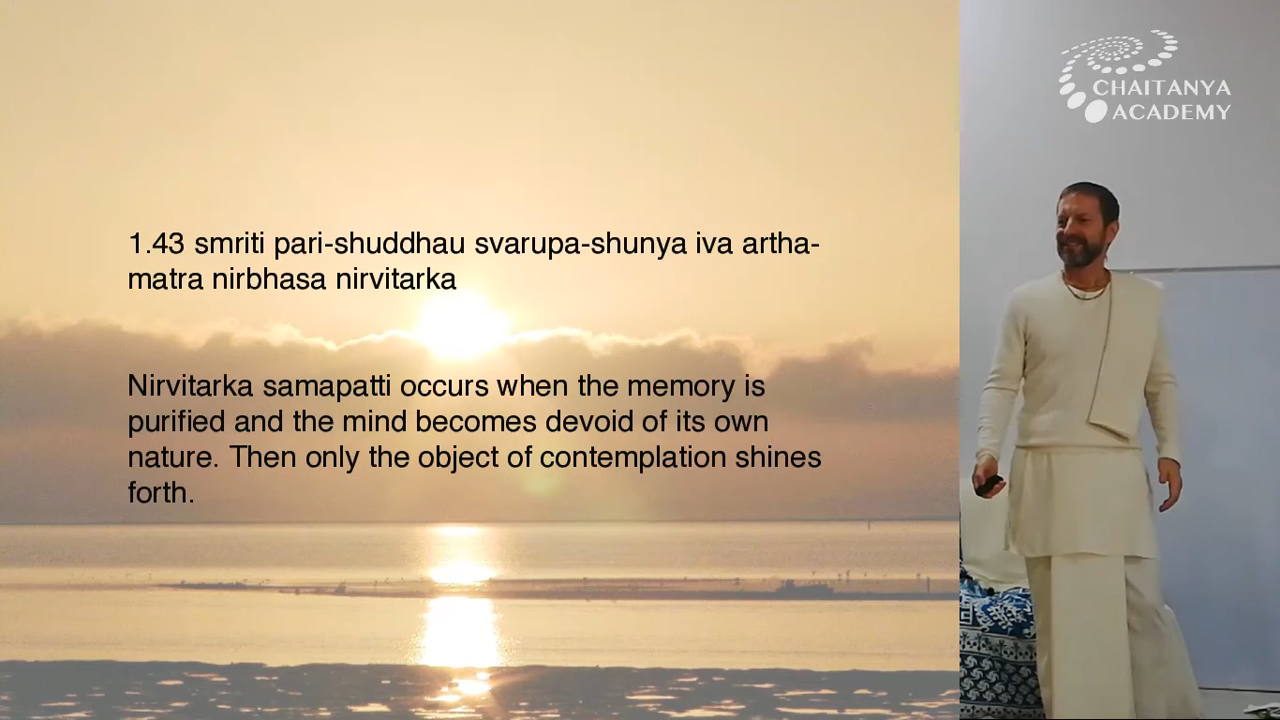 1.43 smriti pari-shuddhau svarupa-shunya iva artha-
matra nirbhasa nirvitarka
Nirvitarka samapatti occurs when the memory is
purified and the mind becomes devoid of its own
nature. Then only the object of contemplation shines
forth.
CHAITANYA
ACADEMY